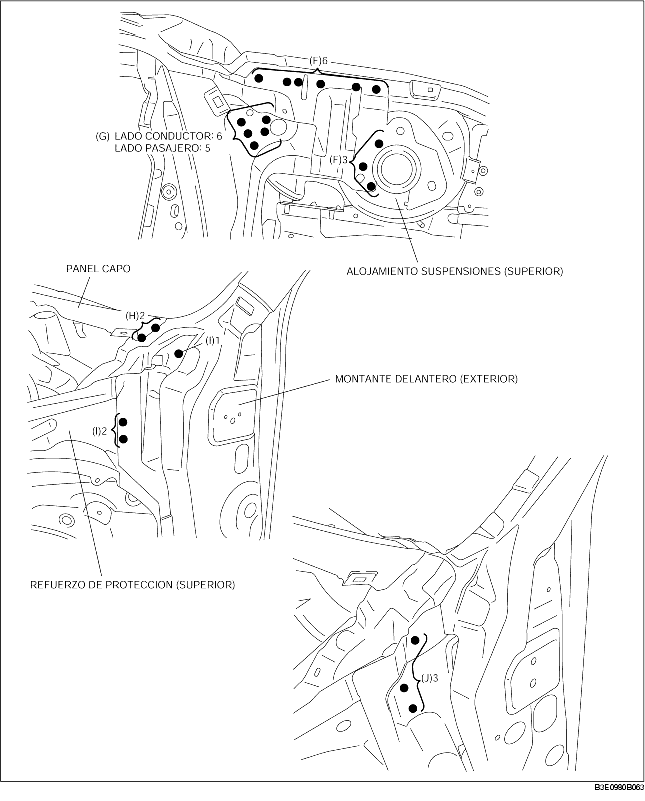 (F)6
(G) LADO CONDUCTOR: 6
LADO PASAJERO: 5
(F)3
ALOJAMIENTO SUSPENSIONES (SUPERIOR)
PANEL CAPO
(H)2
(I)1
MONTANTE DELANTERO (EXTERIOR)
(I)2
REFUERZO DE PROTECCION (SUPERIOR)
(J)3
B3E0980B063